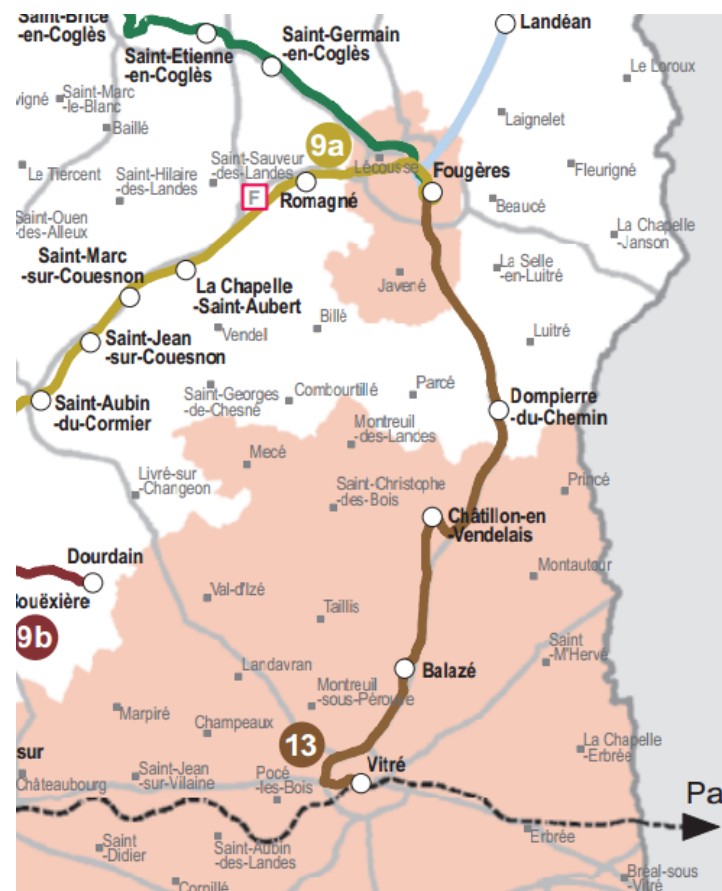 Saint-Brice
-en-Coglès
Saint-Etienne
-en-Coglès
Saint-Germain
-en-Coglès
Landéan
Le Loroux
vigné
Saint-Marc
-le-Blanc
Baillé
Laignelet
9a
Le Tiercent
Saint-Hilaire
-des-Landes
Saint-Sauveur
-des-Landes
Lécousse
Fougères
Fleurigné
F
Romagné
Beaucé
Saint-Ouen
-des-Alleux
La Chapelle
-Janson
Saint-Marc
-sur-Couesnon
La Chapelle
-Saint-Aubert
Javené
La Selle
-en-Luitré
Billé
Vendel
Luitré
Saint-Jean
-sur-Couesnon
Saint-Aubin
-du-Cormier
Saint-Georges
-de-Chesné
Combourtillé
Parcé
Dompierre
-du-Chemin
Montreuil
-des-Landes
Mecé
Livré-sur
-Changeon
Saint-Christophe
-des-Bois
Princé
Châtillon-en
-Vendelais
Dourdain
Bouëxière
9b
Val-d'Izé
Taillis
Montautour
Saint
-M'Hervé
Landavran
Balazé
Montreuil
-sous-Pérouse
Marpiré
Champeaux
13
sur
La Chapelle
-Erbrée
Vitré
Châteaubourg
Saint-Jean
-sur-Vilaine
Pocé
-les-Bois
Pa
Saint
-Didier
Saint-Aubin
-des-Landes
Erbrée
Cornillé
Bréal-sous
-Vitré